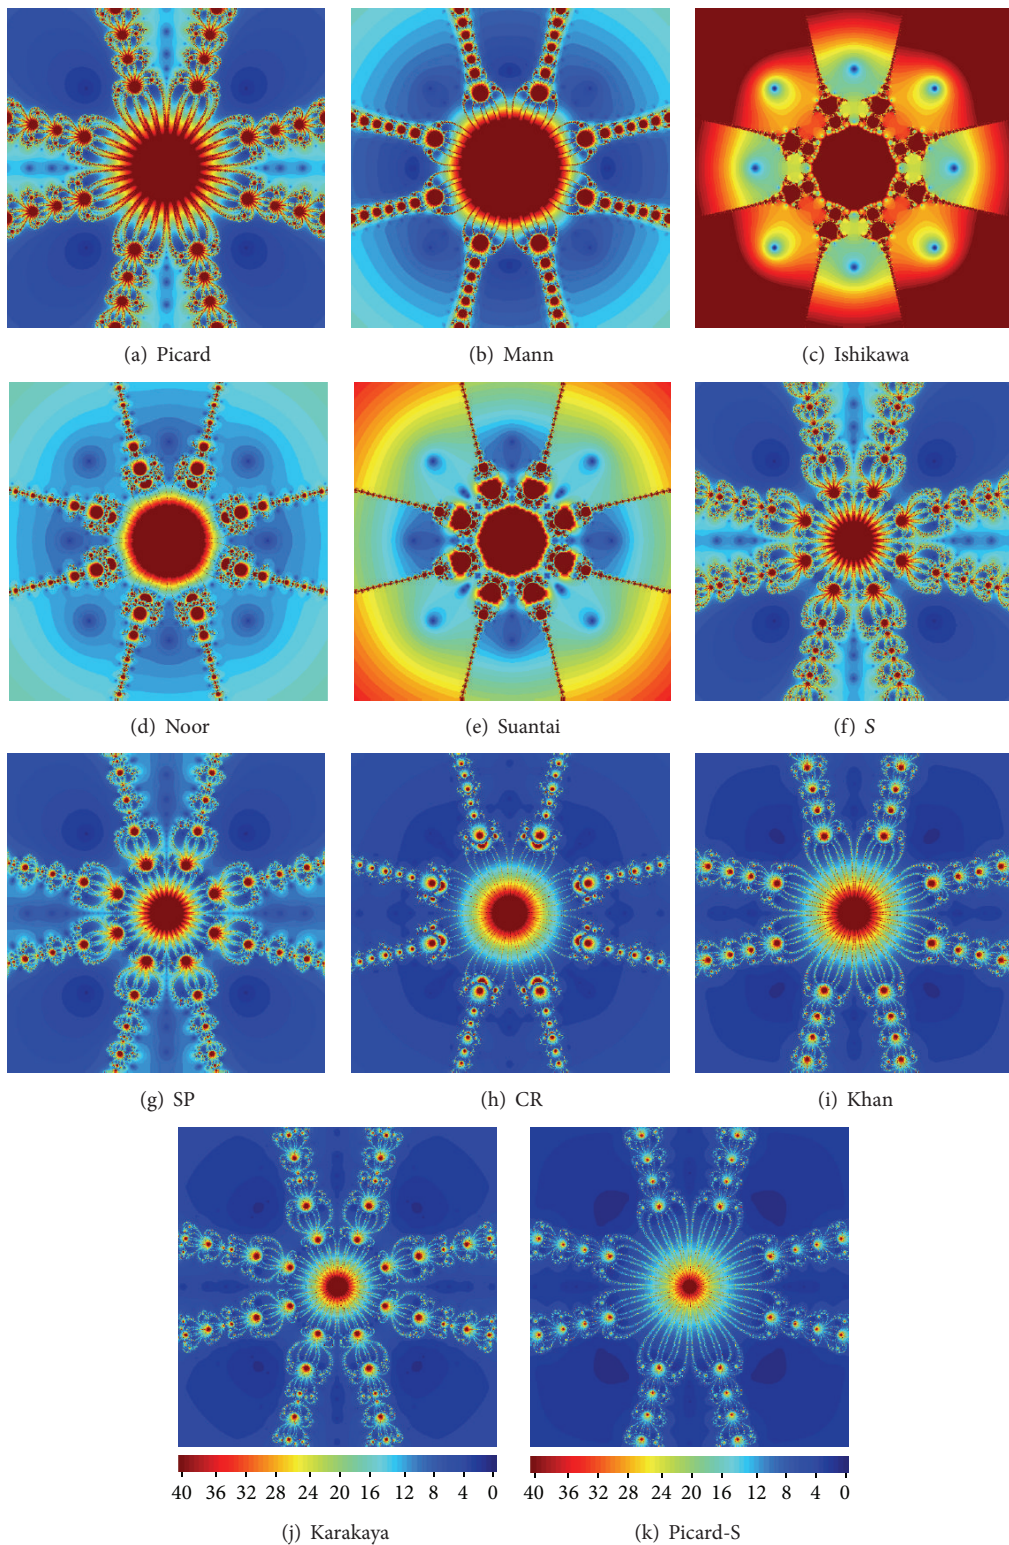 (a) Picard
(b) Mann
(c) Ishikawa
(d) Noor
(e) Suantai
(f) S
(g) SP
(h) CR
(i) Khan
40 36 32 28 24 20 16 12 8 4 0
40 36 32 28 24 20 16 12 8 4 0
(j) Karakaya
(k) Picard-S